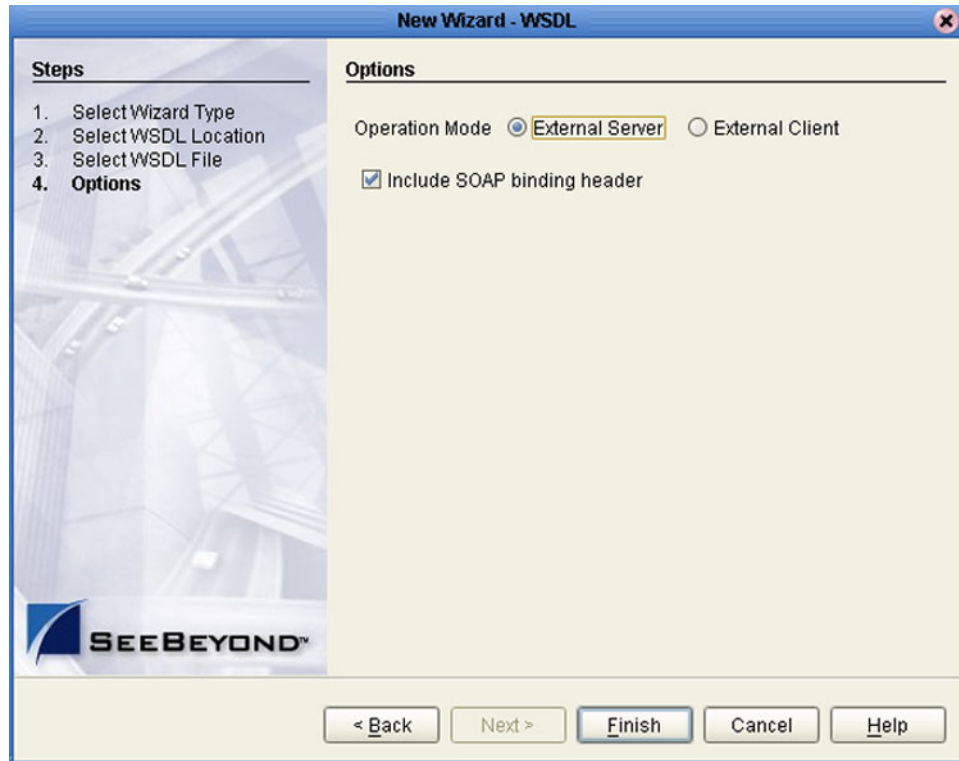 New Wizard - WSDL
Steps
1. Select Wizard Type
2. Select WSDL Location
3. Select WSDL File
4. Options
Options
Operation Mode External Server External Client
Include SOAP binding header
SEEBEYOND™
< Back Next > Finish Cancel Help